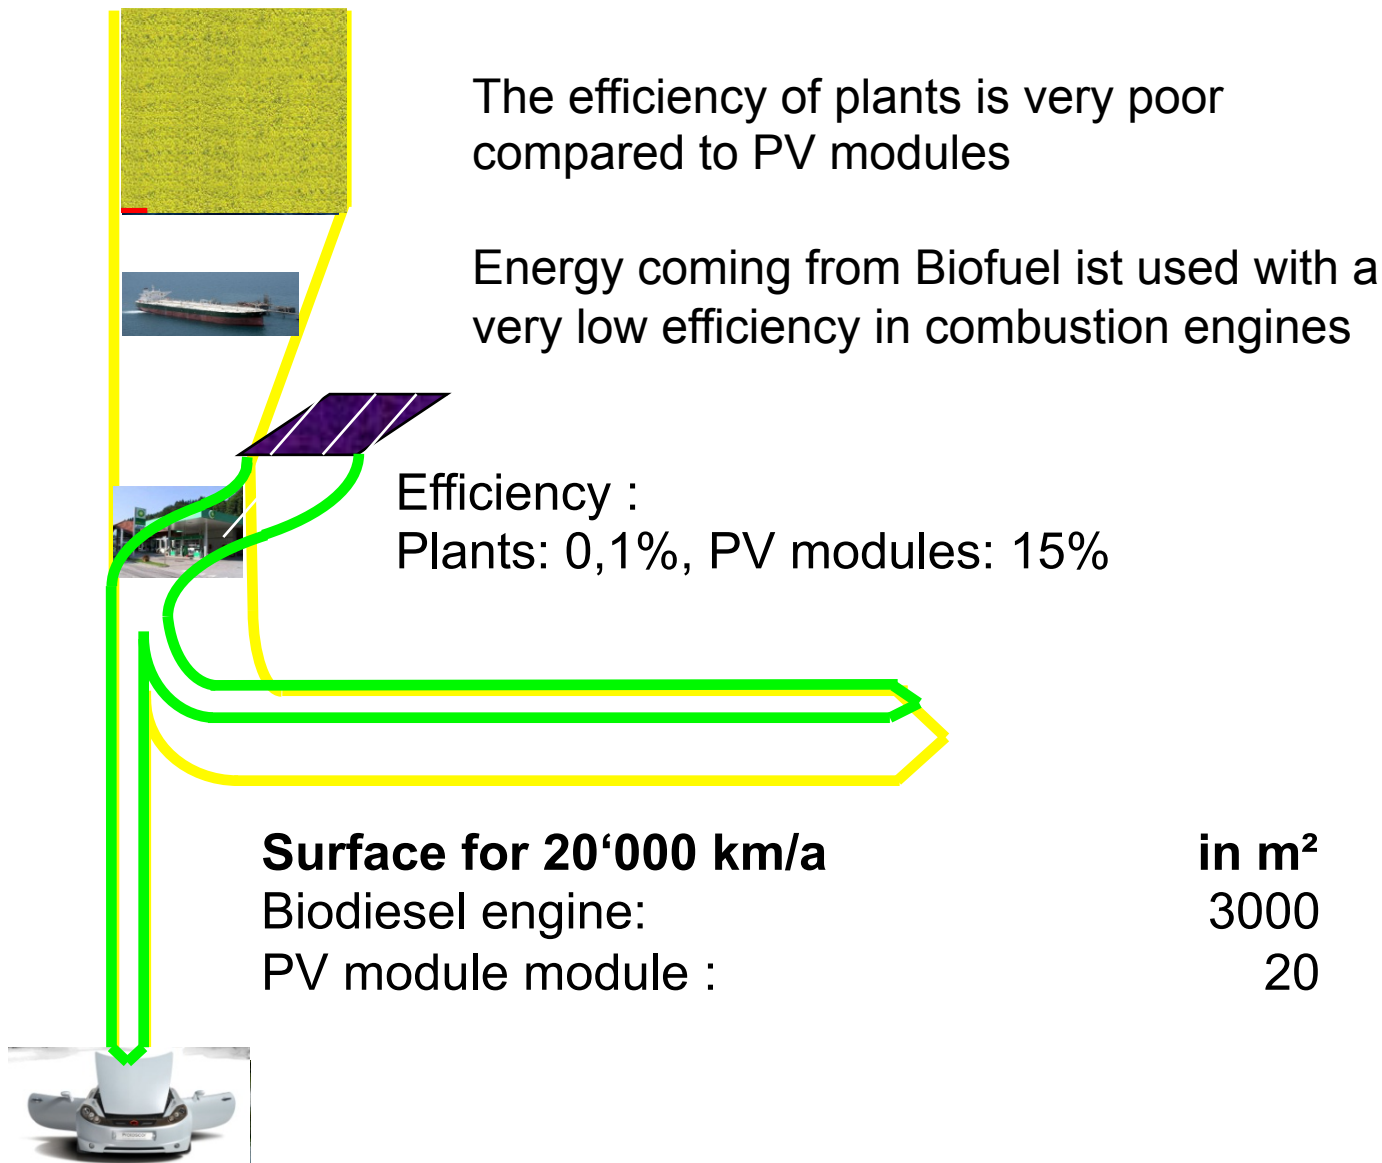 The efficiency of plants is very poor
compared to PV modules
Energy coming from Biofuel ist used with a
very low efficiency in combustion engines
Efficiency :
Plants: 0,1%, PV modules: 15%
Surface for 20‘000 km/a in m²
Biodiesel engine: 3000
PV module module : 20